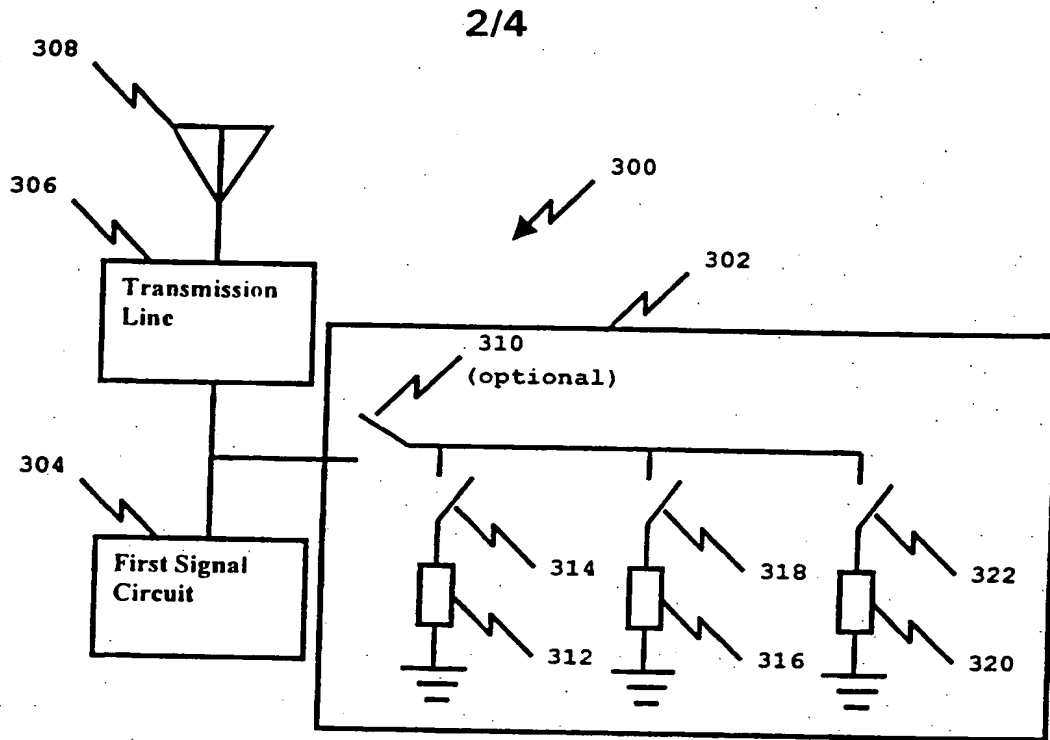 2/4
308
306
300
302
Transmission
Line
310
(optional)
304
First Signal
Circuit
314
318
322
312
316
320